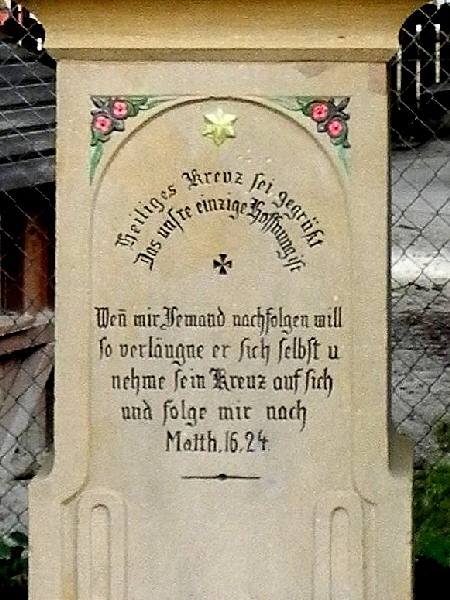 Heiliges Kreuz sei gegrüßt
Das unsre einzige Hoffnung ist
Weñ mir Jemand nachfolgen will
so verläugne er sich selbst u
nehme sein Kreuz auf sich
und folge mir nach
Matth. 16, 24.